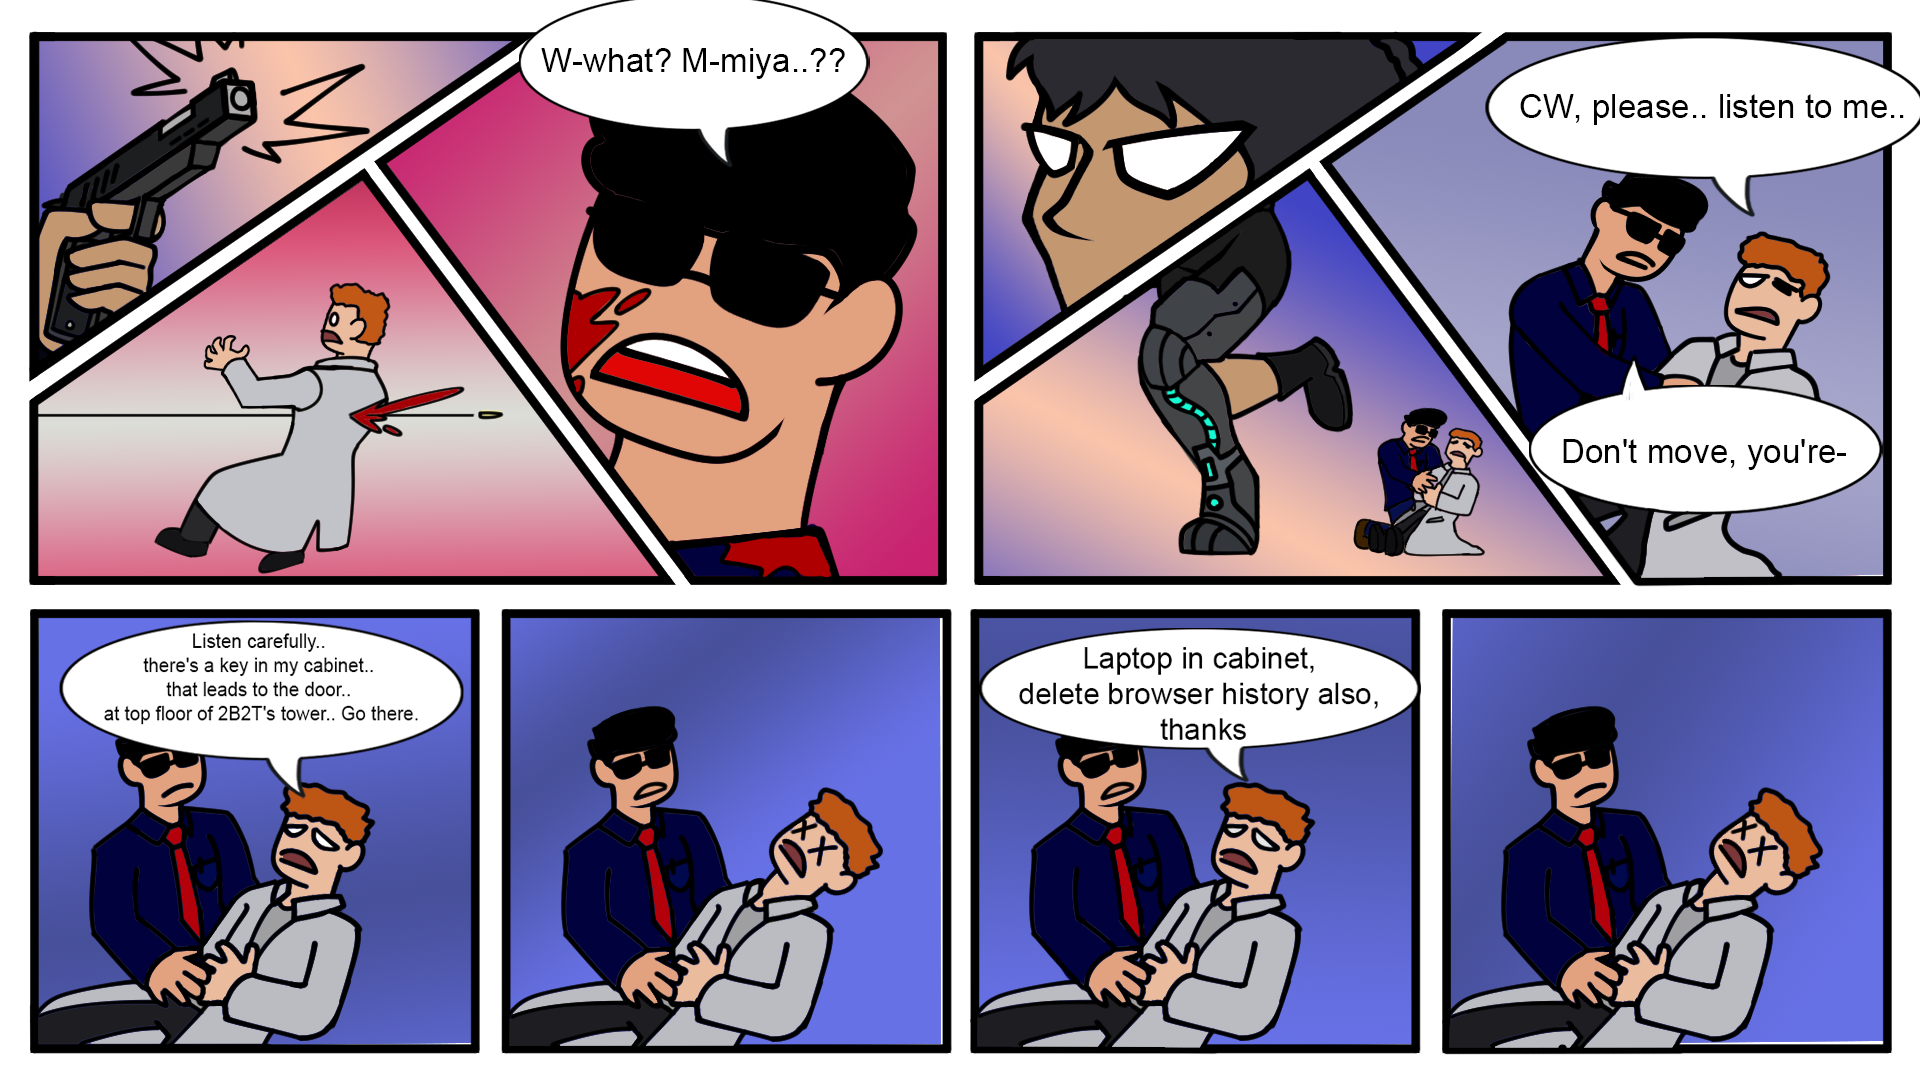 W-what? M-miya..??
CW, please.. listen to me..
Don't move, you're-
Listen carefully..
there's a key in my cabinet..
that leads to the door..
at top floor of 2B2T's tower.. Go there.
Laptop in cabinet,
delete browser history also,
thanks